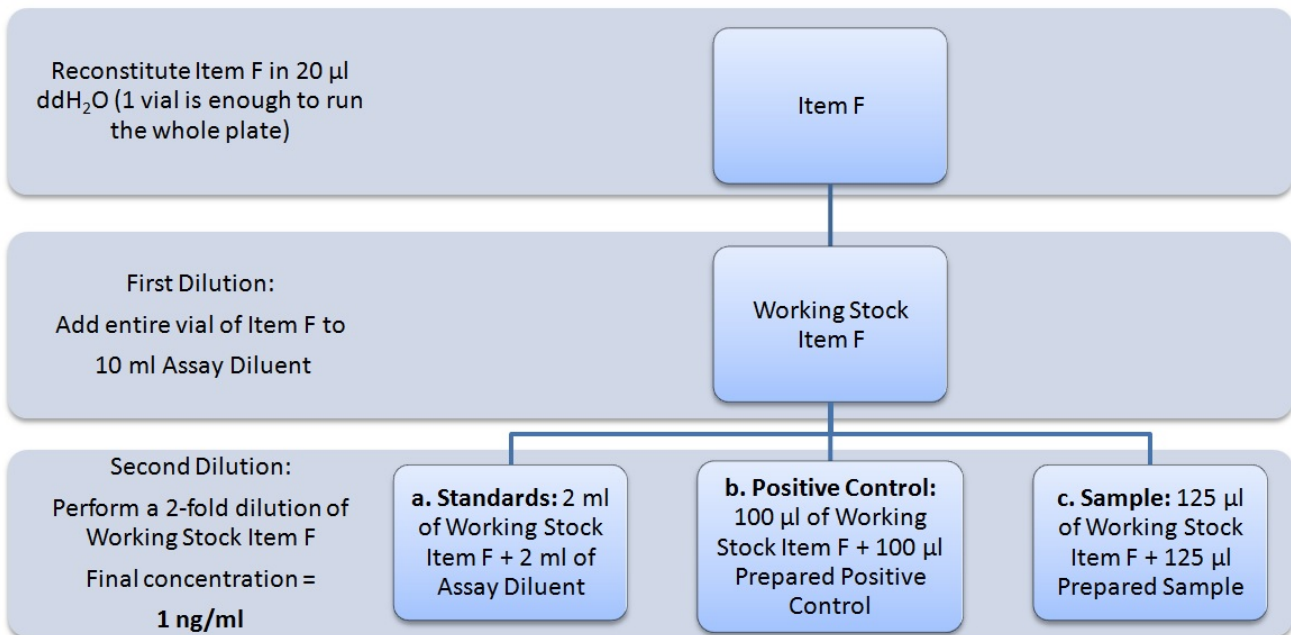 Reconstitute Item F in 20 µl
ddH₂O (1 vial is enough to run
the whole plate)
Item F
First Dilution:
Add entire vial of Item F to
10 ml Assay Diluent
Working Stock
Item F
Second Dilution:
Perform a 2-fold dilution of
Working Stock Item F
Final concentration =
1 ng/ml
a. Standards: 2 ml
of Working Stock
Item F + 2 ml of
Assay Diluent
b. Positive Control:
100 µl of Working
Stock Item F + 100 µl
Prepared Positive
Control
c. Sample: 125 µl
of Working Stock
Item F + 125 µl
Prepared Sample